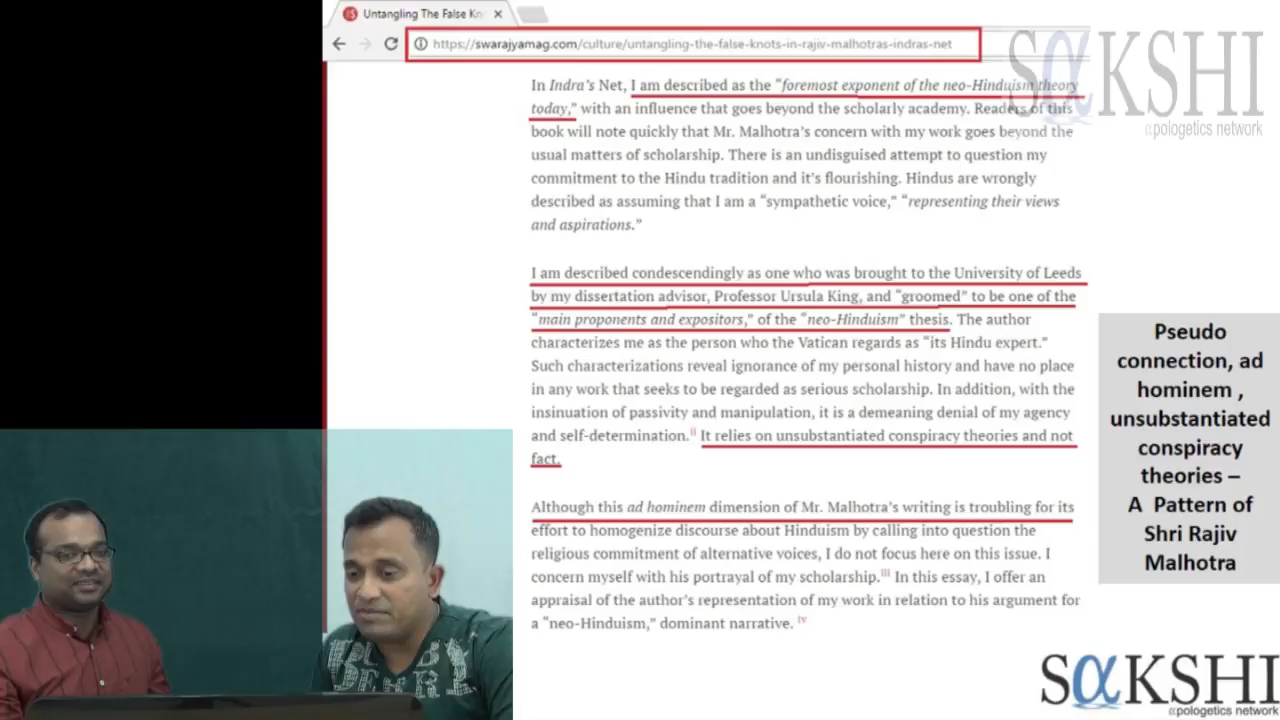 Untangling The False Kn
https://swarajyamag.com/culture/untangling-the-false-knots-in-rajiv-malhotras-indras-net
SαKSHI
αpologetics network
In Indra's Net, I am described as the “foremost exponent of the neo-Hinduism theory
today,” with an influence that goes beyond the scholarly academy. Readers of this
book will note quickly that Mr. Malhotra's concern with my work goes beyond the
usual matters of scholarship. There is an undisguised attempt to question my
commitment to the Hindu tradition and it's flourishing. Hindus are wrongly
described as assuming that I am a “sympathetic voice,” “representing their views
and aspirations.”
I am described condescendingly as one who was brought to the University of Leeds
by my dissertation advisor, Professor Ursula King, and “groomed” to be one of the
“main proponents and expositors,” of the “neo-Hinduism” thesis. The author
characterizes me as the person who the Vatican regards as “its Hindu expert.”
Such characterizations reveal ignorance of my personal history and have no place
in any work that seeks to be regarded as serious scholarship. In addition, with the
insinuation of passivity and manipulation, it is a demeaning denial of my agency
and self-determination.ii It relies on unsubstantiated conspiracy theories and not
fact.
Although this ad hominem dimension of Mr. Malhotra's writing is troubling for its
effort to homogenize discourse about Hinduism by calling into question the
religious commitment of alternative voices, I do not focus here on this issue. I
concern myself with his portrayal of my scholarship.iii In this essay, I offer an
appraisal of the author's representation of my work in relation to his argument for
a “neo-Hinduism,” dominant narrative. iv
Pseudo
connection, ad
hominem ,
unsubstantiated
conspiracy
theories –
A Pattern of
Shri Rajiv
Malhotra
SαKSHI
αpologetics network